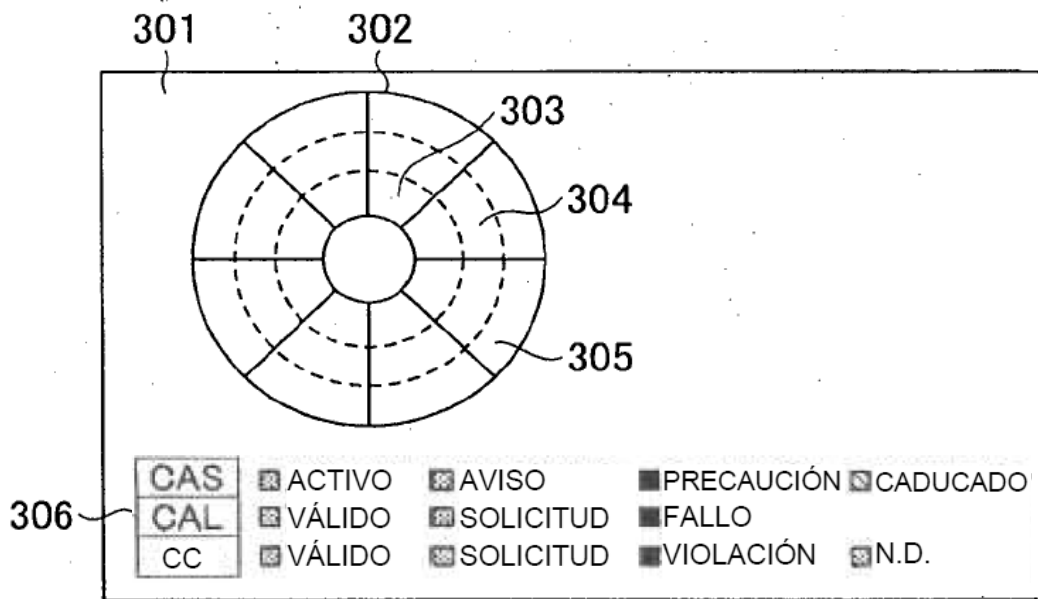 301
302
303
304
305
306
CAS ACTIVO AVISO PRECAUCIÓN CADUCADO
CAL VÁLIDO SOLICITUD FALLO
CC VÁLIDO SOLICITUD VIOLACIÓN N.D.